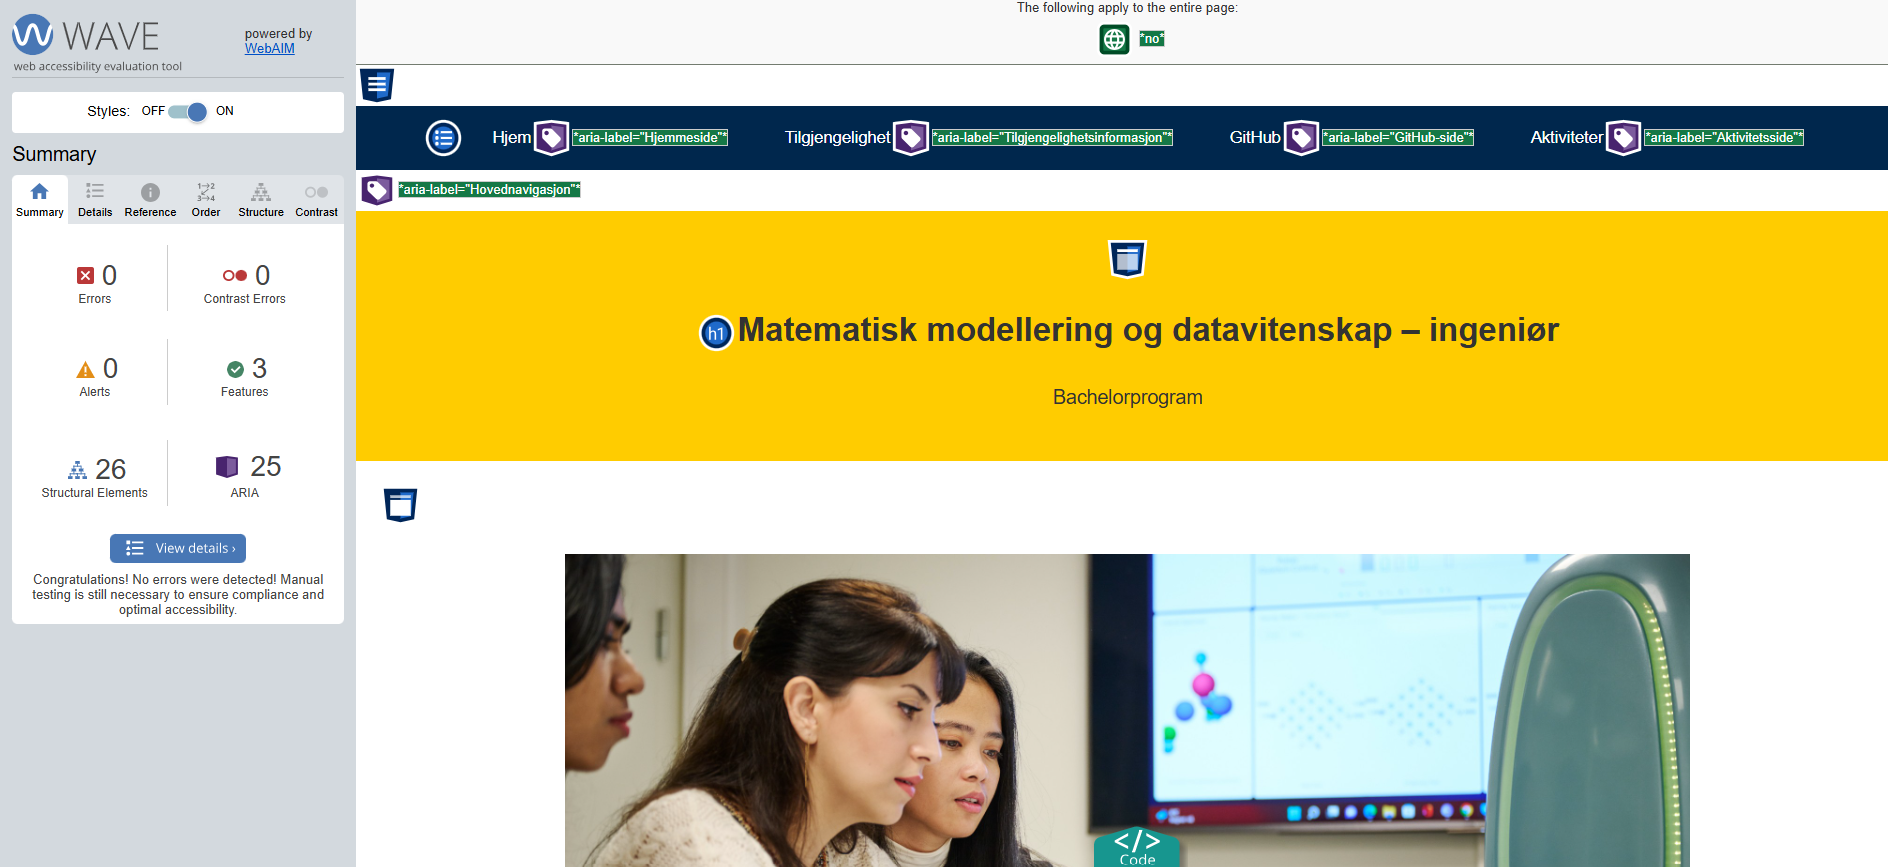 WAVE
web accessibility evaluation tool
powered by
WebAIM
Styles: OFF ON
Summary
Summary Details Reference Order Structure Contrast
0 Errors
0 Contrast Errors
0 Alerts
3 Features
26 Structural Elements
25 ARIA
View details ›
Congratulations! No errors were detected! Manual
testing is still necessary to ensure compliance and
optimal accessibility.
The following apply to the entire page:
*no*
Hjem *aria-label="Hjemmeside"* Tilgjengelighet *aria-label="Tilgjengelighetsinformasjon"* GitHub *aria-label="GitHub-side"* Aktiviteter *aria-label="Aktivitetsside"*
*aria-label="Hovednavigasjon"*
h1 Matematisk modellering og datavitenskap – ingeniør
Bachelorprogram
</> Code